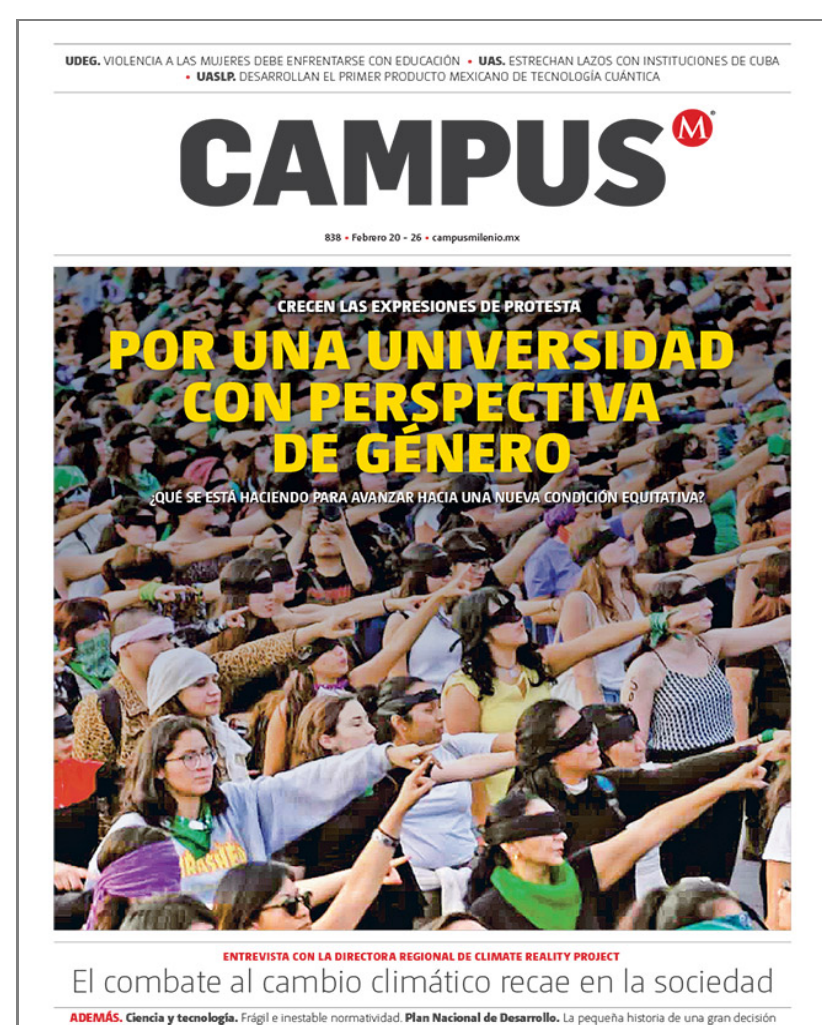 UDEG. VIOLENCIA A LAS MUJERES DEBE ENFRENTARSE CON EDUCACIÓN • UAS. ESTRECHAN LAZOS CON INSTITUCIONES DE CUBA
• UASLP. DESARROLLAN EL PRIMER PRODUCTO MEXICANO DE TECNOLOGÍA CUÁNTICA
CAMPUS M
838 • Febrero 20 - 26 • campusmilenio.mx
CRECEN LAS EXPRESIONES DE PROTESTA
POR UNA UNIVERSIDAD
CON PERSPECTIVA
DE GÉNERO
¿QUÉ SE ESTÁ HACIENDO PARA AVANZAR HACIA UNA NUEVA CONDICIÓN EQUITATIVA?
THRASHER
ENTREVISTA CON LA DIRECTORA REGIONAL DE CLIMATE REALITY PROJECT
El combate al cambio climático recae en la sociedad
ADEMÁS. Ciencia y tecnología. Frágil e inestable normatividad. Plan Nacional de Desarrollo. La pequeña historia de una gran decisión